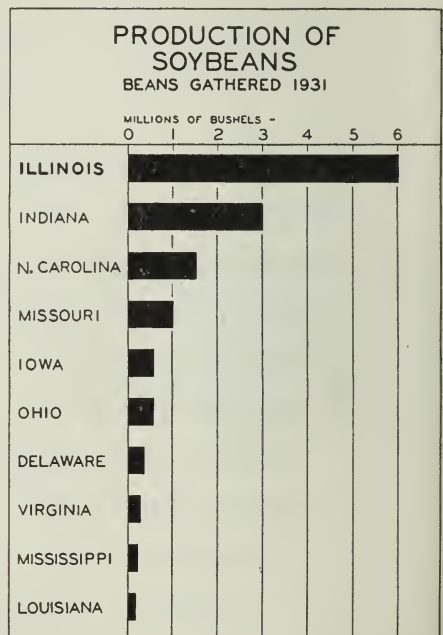 PRODUCTION OF
SOYBEANS
BEANS GATHERED 1931
MILLIONS OF BUSHELS -
0 1 2 3 4 5 6
ILLINOIS
INDIANA
N. CAROLINA
MISSOURI
IOWA
OHIO
DELAWARE
VIRGINIA
MISSISSIPPI
LOUISIANA